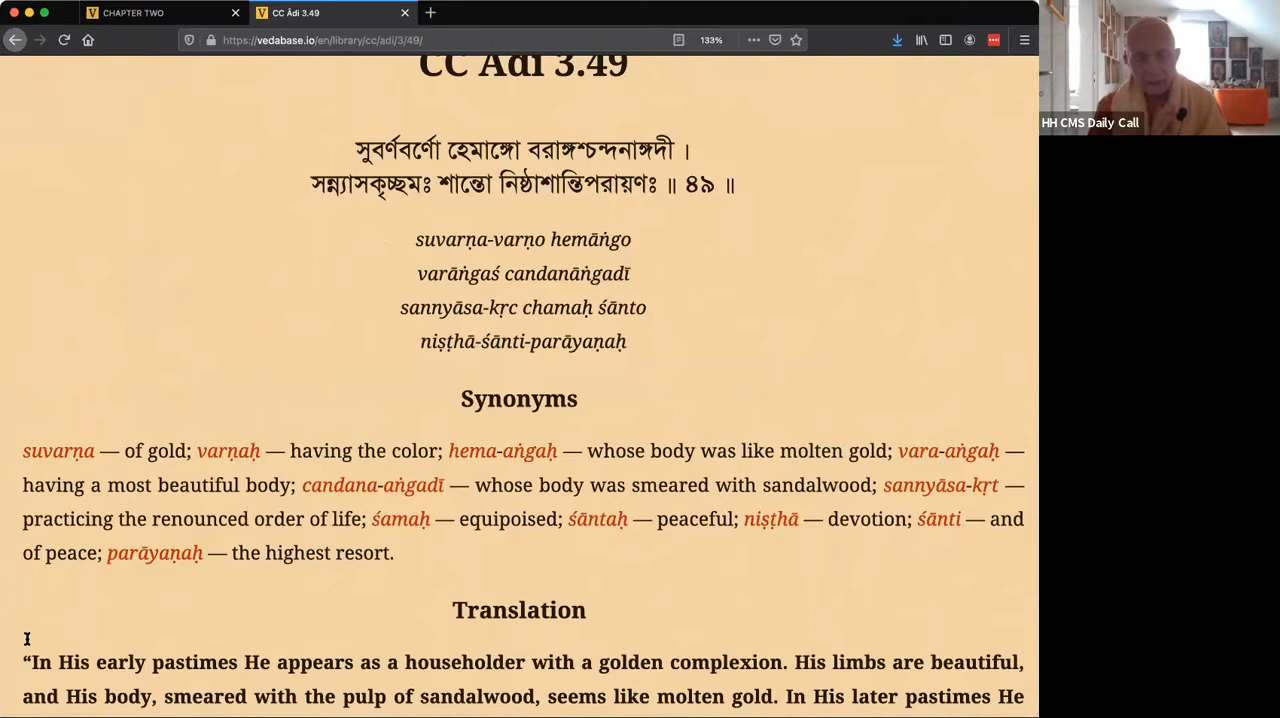 CHAPTER TWO
CC Ādi 3.49
https://vedabase.io/en/library/cc/adi/3/49/
133%
CC Ādi 3.49
সুবর্ণবর্ণো হেমাঙ্গো বরাঙ্গশ্চন্দনাঙ্গদী ।
সন্ন্যাসকৃচ্ছমঃ শান্তো নিষ্ঠাশান্তিপরায়ণঃ ॥ ৪৯ ॥
suvarṇa-varṇo hemāṅgo
varāṅgaś candanāṅgadī
sannyāsa-kṛc chamaḥ śānto
niṣṭhā-śānti-parāyaṇaḥ
Synonyms
suvarṇa — of gold; varṇaḥ — having the color; hema-aṅgaḥ — whose body was like molten gold; vara-aṅgaḥ —
having a most beautiful body; candana-aṅgadī — whose body was smeared with sandalwood; sannyāsa-kṛt —
practicing the renounced order of life; śamaḥ — equipoised; śāntaḥ — peaceful; niṣṭhā — devotion; śānti — and
of peace; parāyaṇaḥ — the highest resort.
Translation
“In His early pastimes He appears as a householder with a golden complexion. His limbs are beautiful,
and His body, smeared with the pulp of sandalwood, seems like molten gold. In His later pastimes He
HH CMS Daily Call